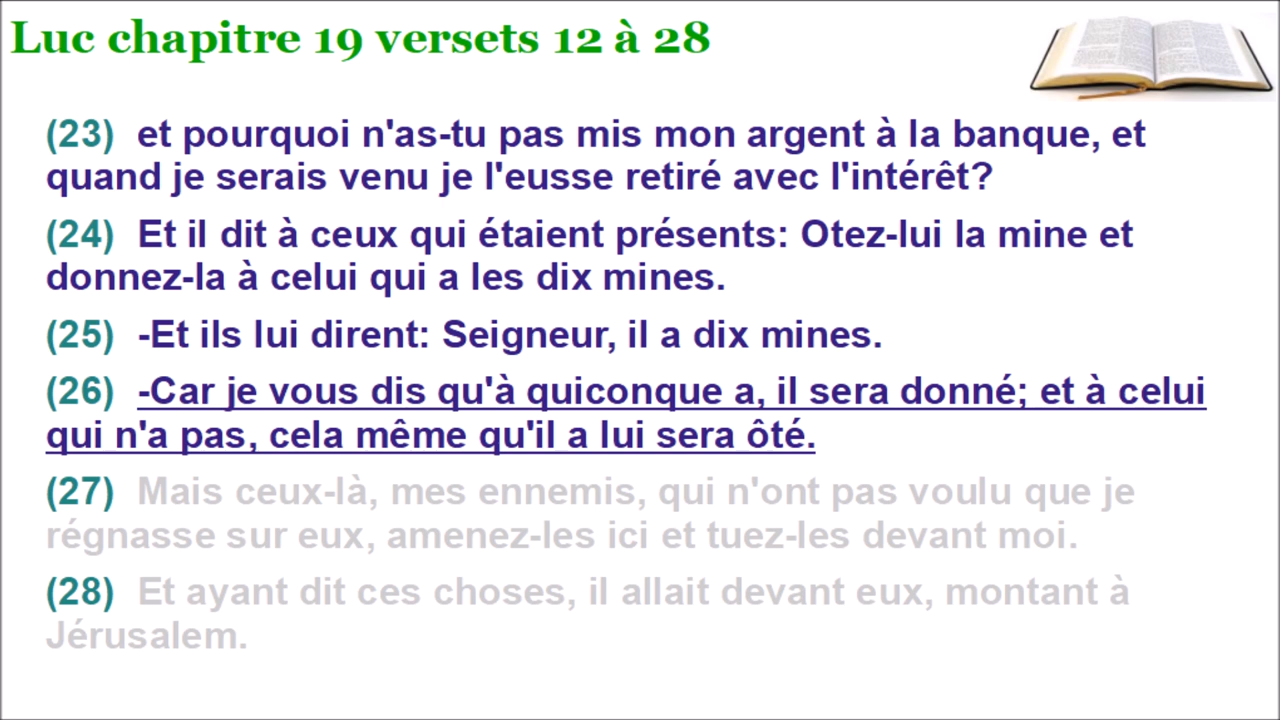 Luc chapitre 19 versets 12 à 28
(23) et pourquoi n'as-tu pas mis mon argent à la banque, et
quand je serais venu je l'eusse retiré avec l'intérêt?
(24) Et il dit à ceux qui étaient présents: Otez-lui la mine et
donnez-la à celui qui a les dix mines.
(25) -Et ils lui dirent: Seigneur, il a dix mines.
(26) -Car je vous dis qu'à quiconque a, il sera donné; et à celui
qui n'a pas, cela même qu'il a lui sera ôté.
(27) Mais ceux-là, mes ennemis, qui n'ont pas voulu que je
régnasse sur eux, amenez-les ici et tuez-les devant moi.
(28) Et ayant dit ces choses, il allait devant eux, montant à
Jérusalem.